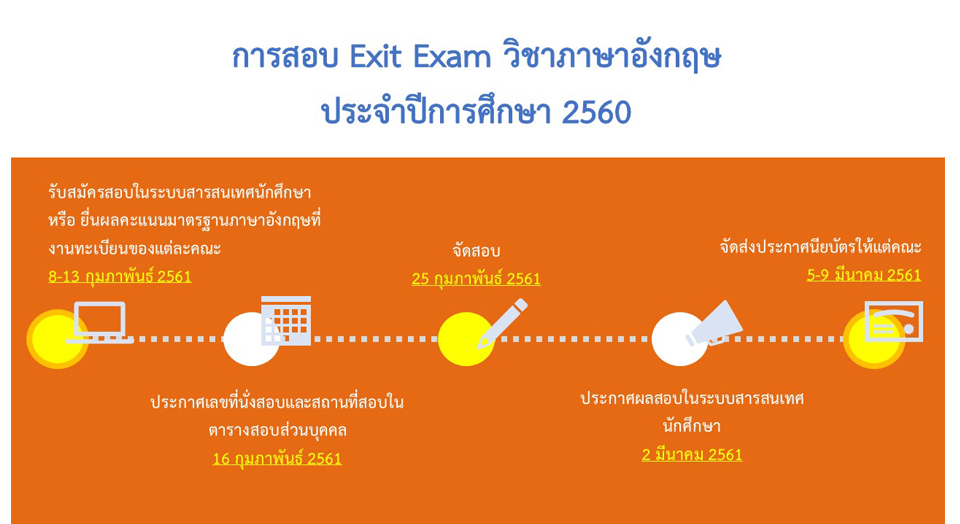 การสอบ Exit Exam วิชาภาษาอังกฤษ
ประจำปีการศึกษา 2560
รับสมัครสอบในระบบสารสนเทศนักศึกษา
หรือ ยื่นผลคะแนนมาตรฐานภาษาอังกฤษที่
งานทะเบียนของแต่ละคณะ
8-13 กุมภาพันธ์ 2561
ประกาศเลขที่นั่งสอบและสถานที่สอบใน
ตารางสอบส่วนบุคคล
16 กุมภาพันธ์ 2561
จัดสอบ
25 กุมภาพันธ์ 2561
ประกาศผลสอบในระบบสารสนเทศ
นักศึกษา
2 มีนาคม 2561
จัดส่งประกาศนียบัตรให้แต่คณะ
5-9 มีนาคม 2561